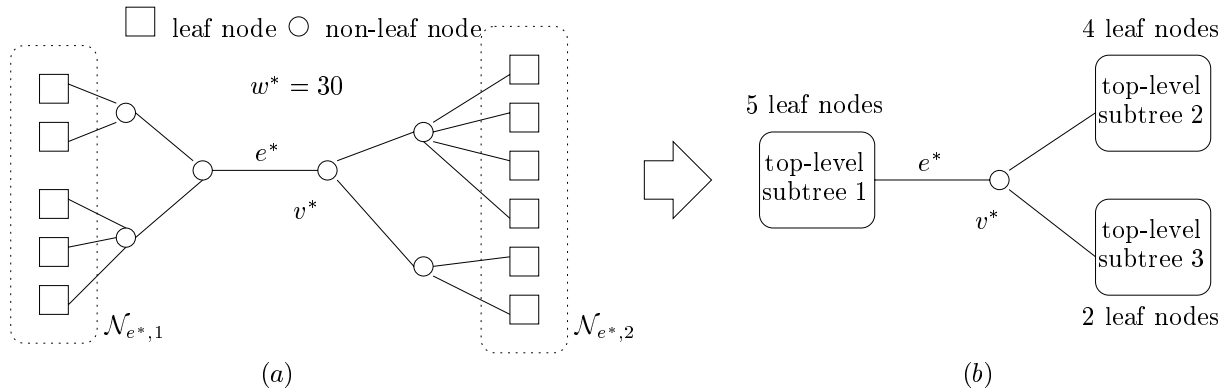 leaf node
non-leaf node
w* = 30
e*
v*
𝒩e*,1
𝒩e*,2
(a)
5 leaf nodes
top-level
subtree 1
e*
v*
4 leaf nodes
top-level
subtree 2
top-level
subtree 3
2 leaf nodes
(b)